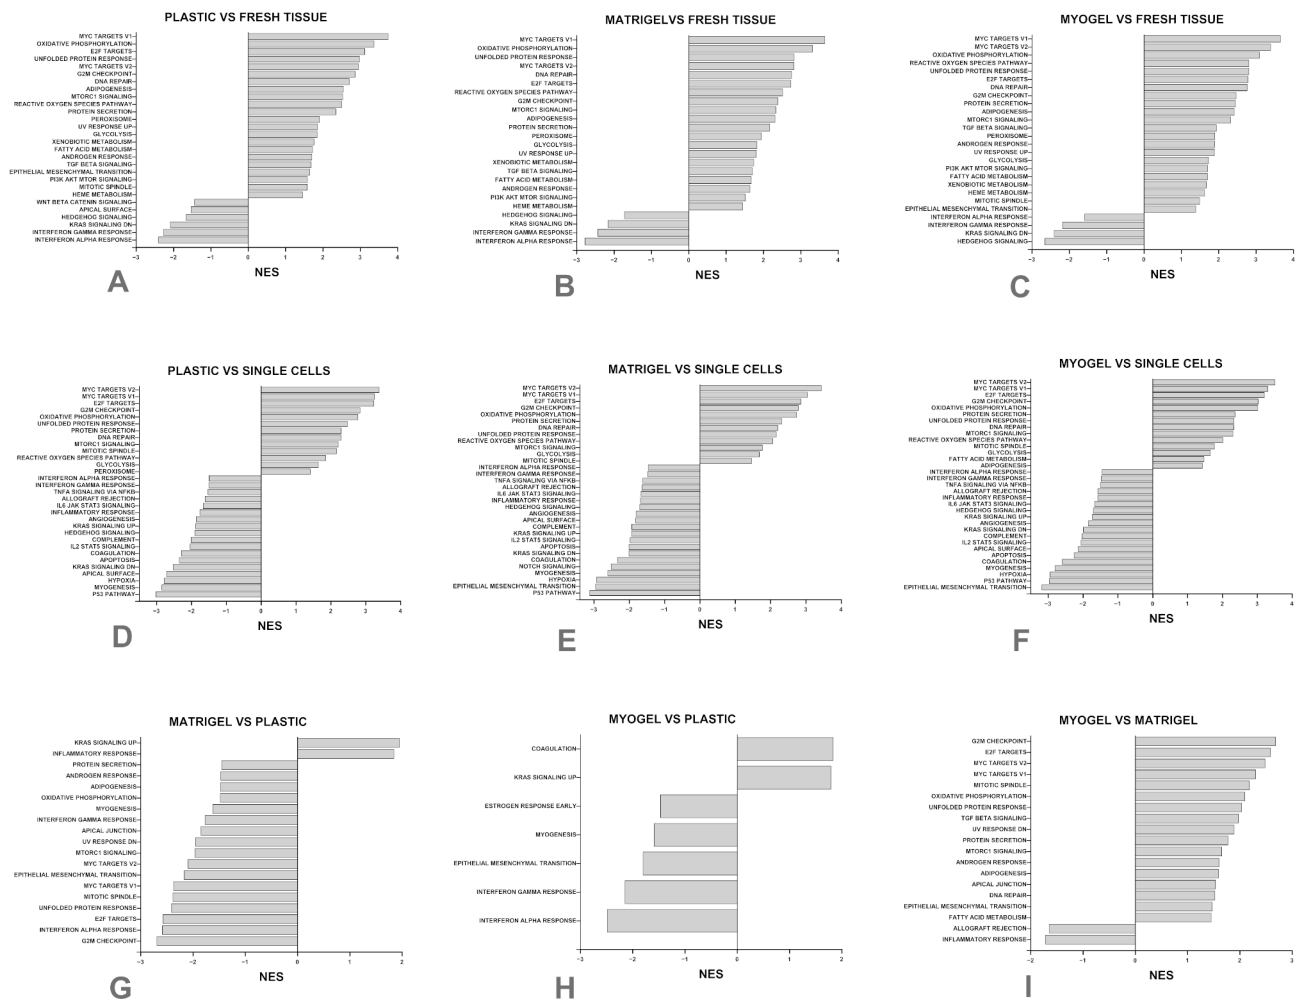 PLASTIC VS FRESH TISSUE
MYC TARGETS V1
OXIDATIVE PHOSPHORYLATION
E2F TARGETS
UNFOLDED PROTEIN RESPONSE
MYC TARGETS V2
G2M CHECKPOINT
DNA REPAIR
ADIPOGENESIS
MTORC1 SIGNALING
REACTIVE OXYGEN SPECIES PATHWAY
PROTEIN SECRETION
PEROXISOME
UV RESPONSE UP
GLYCOLYSIS
XENOBIOTIC METABOLISM
FATTY ACID METABOLISM
ANDROGEN RESPONSE
TGF BETA SIGNALING
EPITHELIAL MESENCHYMAL TRANSITION
PI3K AKT MTOR SIGNALING
MITOTIC SPINDLE
HEME METABOLISM
WNT BETA CATENIN SIGNALING
APICAL SURFACE
HEDGEHOG SIGNALING
KRAS SIGNALING DN
INTERFERON GAMMA RESPONSE
INTERFERON ALPHA RESPONSE
−3 −2 −1 0 1 2 3 4
NES
A
MATRIGELVS FRESH TISSUE
MYC TARGETS V1
OXIDATIVE PHOSPHORYLATION
UNFOLDED PROTEIN RESPONSE
MYC TARGETS V2
DNA REPAIR
E2F TARGETS
REACTIVE OXYGEN SPECIES PATHWAY
G2M CHECKPOINT
MTORC1 SIGNALING
ADIPOGENESIS
PROTEIN SECRETION
PEROXISOME
GLYCOLYSIS
UV RESPONSE UP
XENOBIOTIC METABOLISM
TGF BETA SIGNALING
FATTY ACID METABOLISM
ANDROGEN RESPONSE
PI3K AKT MTOR SIGNALING
HEME METABOLISM
HEDGEHOG SIGNALING
KRAS SIGNALING DN
INTERFERON GAMMA RESPONSE
INTERFERON ALPHA RESPONSE
−3 −2 −1 0 1 2 3 4
NES
B
MYOGEL VS FRESH TISSUE
MYC TARGETS V1
MYC TARGETS V2
OXIDATIVE PHOSPHORYLATION
REACTIVE OXYGEN SPECIES PATHWAY
UNFOLDED PROTEIN RESPONSE
E2F TARGETS
DNA REPAIR
G2M CHECKPOINT
PROTEIN SECRETION
ADIPOGENESIS
MTORC1 SIGNALING
TGF BETA SIGNALING
PEROXISOME
ANDROGEN RESPONSE
UV RESPONSE UP
GLYCOLYSIS
PI3K AKT MTOR SIGNALING
FATTY ACID METABOLISM
XENOBIOTIC METABOLISM
HEME METABOLISM
MITOTIC SPINDLE
EPITHELIAL MESENCHYMAL TRANSITION
INTERFERON ALPHA RESPONSE
INTERFERON GAMMA RESPONSE
KRAS SIGNALING DN
HEDGEHOG SIGNALING
−3 −2 −1 0 1 2 3 4
NES
C
PLASTIC VS SINGLE CELLS
MYC TARGETS V2
MYC TARGETS V1
E2F TARGETS
G2M CHECKPOINT
OXIDATIVE PHOSPHORYLATION
UNFOLDED PROTEIN RESPONSE
PROTEIN SECRETION
DNA REPAIR
MTORC1 SIGNALING
MITOTIC SPINDLE
REACTIVE OXYGEN SPECIES PATHWAY
GLYCOLYSIS
PEROXISOME
INTERFERON ALPHA RESPONSE
INTERFERON GAMMA RESPONSE
TNFA SIGNALING VIA NFKB
ALLOGRAFT REJECTION
IL6 JAK STAT3 SIGNALING
INFLAMMATORY RESPONSE
ANGIOGENESIS
KRAS SIGNALING UP
HEDGEHOG SIGNALING
COMPLEMENT
IL2 STAT5 SIGNALING
COAGULATION
APOPTOSIS
KRAS SIGNALING DN
APICAL SURFACE
HYPOXIA
MYOGENESIS
P53 PATHWAY
−3 −2 −1 0 1 2 3 4
NES
D
MATRIGEL VS SINGLE CELLS
MYC TARGETS V2
MYC TARGETS V1
E2F TARGETS
G2M CHECKPOINT
OXIDATIVE PHOSPHORYLATION
PROTEIN SECRETION
DNA REPAIR
UNFOLDED PROTEIN RESPONSE
REACTIVE OXYGEN SPECIES PATHWAY
MTORC1 SIGNALING
GLYCOLYSIS
MITOTIC SPINDLE
INTERFERON ALPHA RESPONSE
INTERFERON GAMMA RESPONSE
TNFA SIGNALING VIA NFKB
ALLOGRAFT REJECTION
IL6 JAK STAT3 SIGNALING
INFLAMMATORY RESPONSE
HEDGEHOG SIGNALING
ANGIOGENESIS
APICAL SURFACE
COMPLEMENT
KRAS SIGNALING UP
IL2 STAT5 SIGNALING
APOPTOSIS
KRAS SIGNALING DN
COAGULATION
NOTCH SIGNALING
MYOGENESIS
HYPOXIA
EPITHELIAL MESENCHYMAL TRANSITION
P53 PATHWAY
−3 −2 −1 0 1 2 3 4
NES
E
MYOGEL VS SINGLE CELLS
MYC TARGETS V2
MYC TARGETS V1
E2F TARGETS
G2M CHECKPOINT
OXIDATIVE PHOSPHORYLATION
PROTEIN SECRETION
UNFOLDED PROTEIN RESPONSE
DNA REPAIR
MTORC1 SIGNALING
REACTIVE OXYGEN SPECIES PATHWAY
MITOTIC SPINDLE
GLYCOLYSIS
FATTY ACID METABOLISM
ADIPOGENESIS
INTERFERON ALPHA RESPONSE
INTERFERON GAMMA RESPONSE
TNFA SIGNALING VIA NFKB
ALLOGRAFT REJECTION
INFLAMMATORY RESPONSE
IL6 JAK STAT3 SIGNALING
HEDGEHOG SIGNALING
KRAS SIGNALING UP
ANGIOGENESIS
KRAS SIGNALING DN
COMPLEMENT
IL2 STAT5 SIGNALING
APICAL SURFACE
APOPTOSIS
COAGULATION
MYOGENESIS
HYPOXIA
P53 PATHWAY
EPITHELIAL MESENCHYMAL TRANSITION
−3 −2 −1 0 1 2 3 4
NES
F
MATRIGEL VS PLASTIC
KRAS SIGNALING UP
INFLAMMATORY RESPONSE
PROTEIN SECRETION
ANDROGEN RESPONSE
ADIPOGENESIS
OXIDATIVE PHOSPHORYLATION
MYOGENESIS
INTERFERON GAMMA RESPONSE
APICAL JUNCTION
UV RESPONSE DN
MTORC1 SIGNALING
MYC TARGETS V2
EPITHELIAL MESENCHYMAL TRANSITION
MYC TARGETS V1
MITOTIC SPINDLE
UNFOLDED PROTEIN RESPONSE
E2F TARGETS
INTERFERON ALPHA RESPONSE
G2M CHECKPOINT
−3 −2 −1 0 1 2
NES
G
MYOGEL VS PLASTIC
COAGULATION
KRAS SIGNALING UP
ESTROGEN RESPONSE EARLY
MYOGENESIS
EPITHELIAL MESENCHYMAL TRANSITION
INTERFERON GAMMA RESPONSE
INTERFERON ALPHA RESPONSE
−3 −2 −1 0 1 2
NES
H
MYOGEL VS MATRIGEL
G2M CHECKPOINT
E2F TARGETS
MYC TARGETS V2
MYC TARGETS V1
MITOTIC SPINDLE
OXIDATIVE PHOSPHORYLATION
UNFOLDED PROTEIN RESPONSE
TGF BETA SIGNALING
UV RESPONSE DN
PROTEIN SECRETION
MTORC1 SIGNALING
ANDROGEN RESPONSE
ADIPOGENESIS
APICAL JUNCTION
DNA REPAIR
EPITHELIAL MESENCHYMAL TRANSITION
FATTY ACID METABOLISM
ALLOGRAFT REJECTION
INFLAMMATORY RESPONSE
−2 −1 0 1 2 3
NES
I